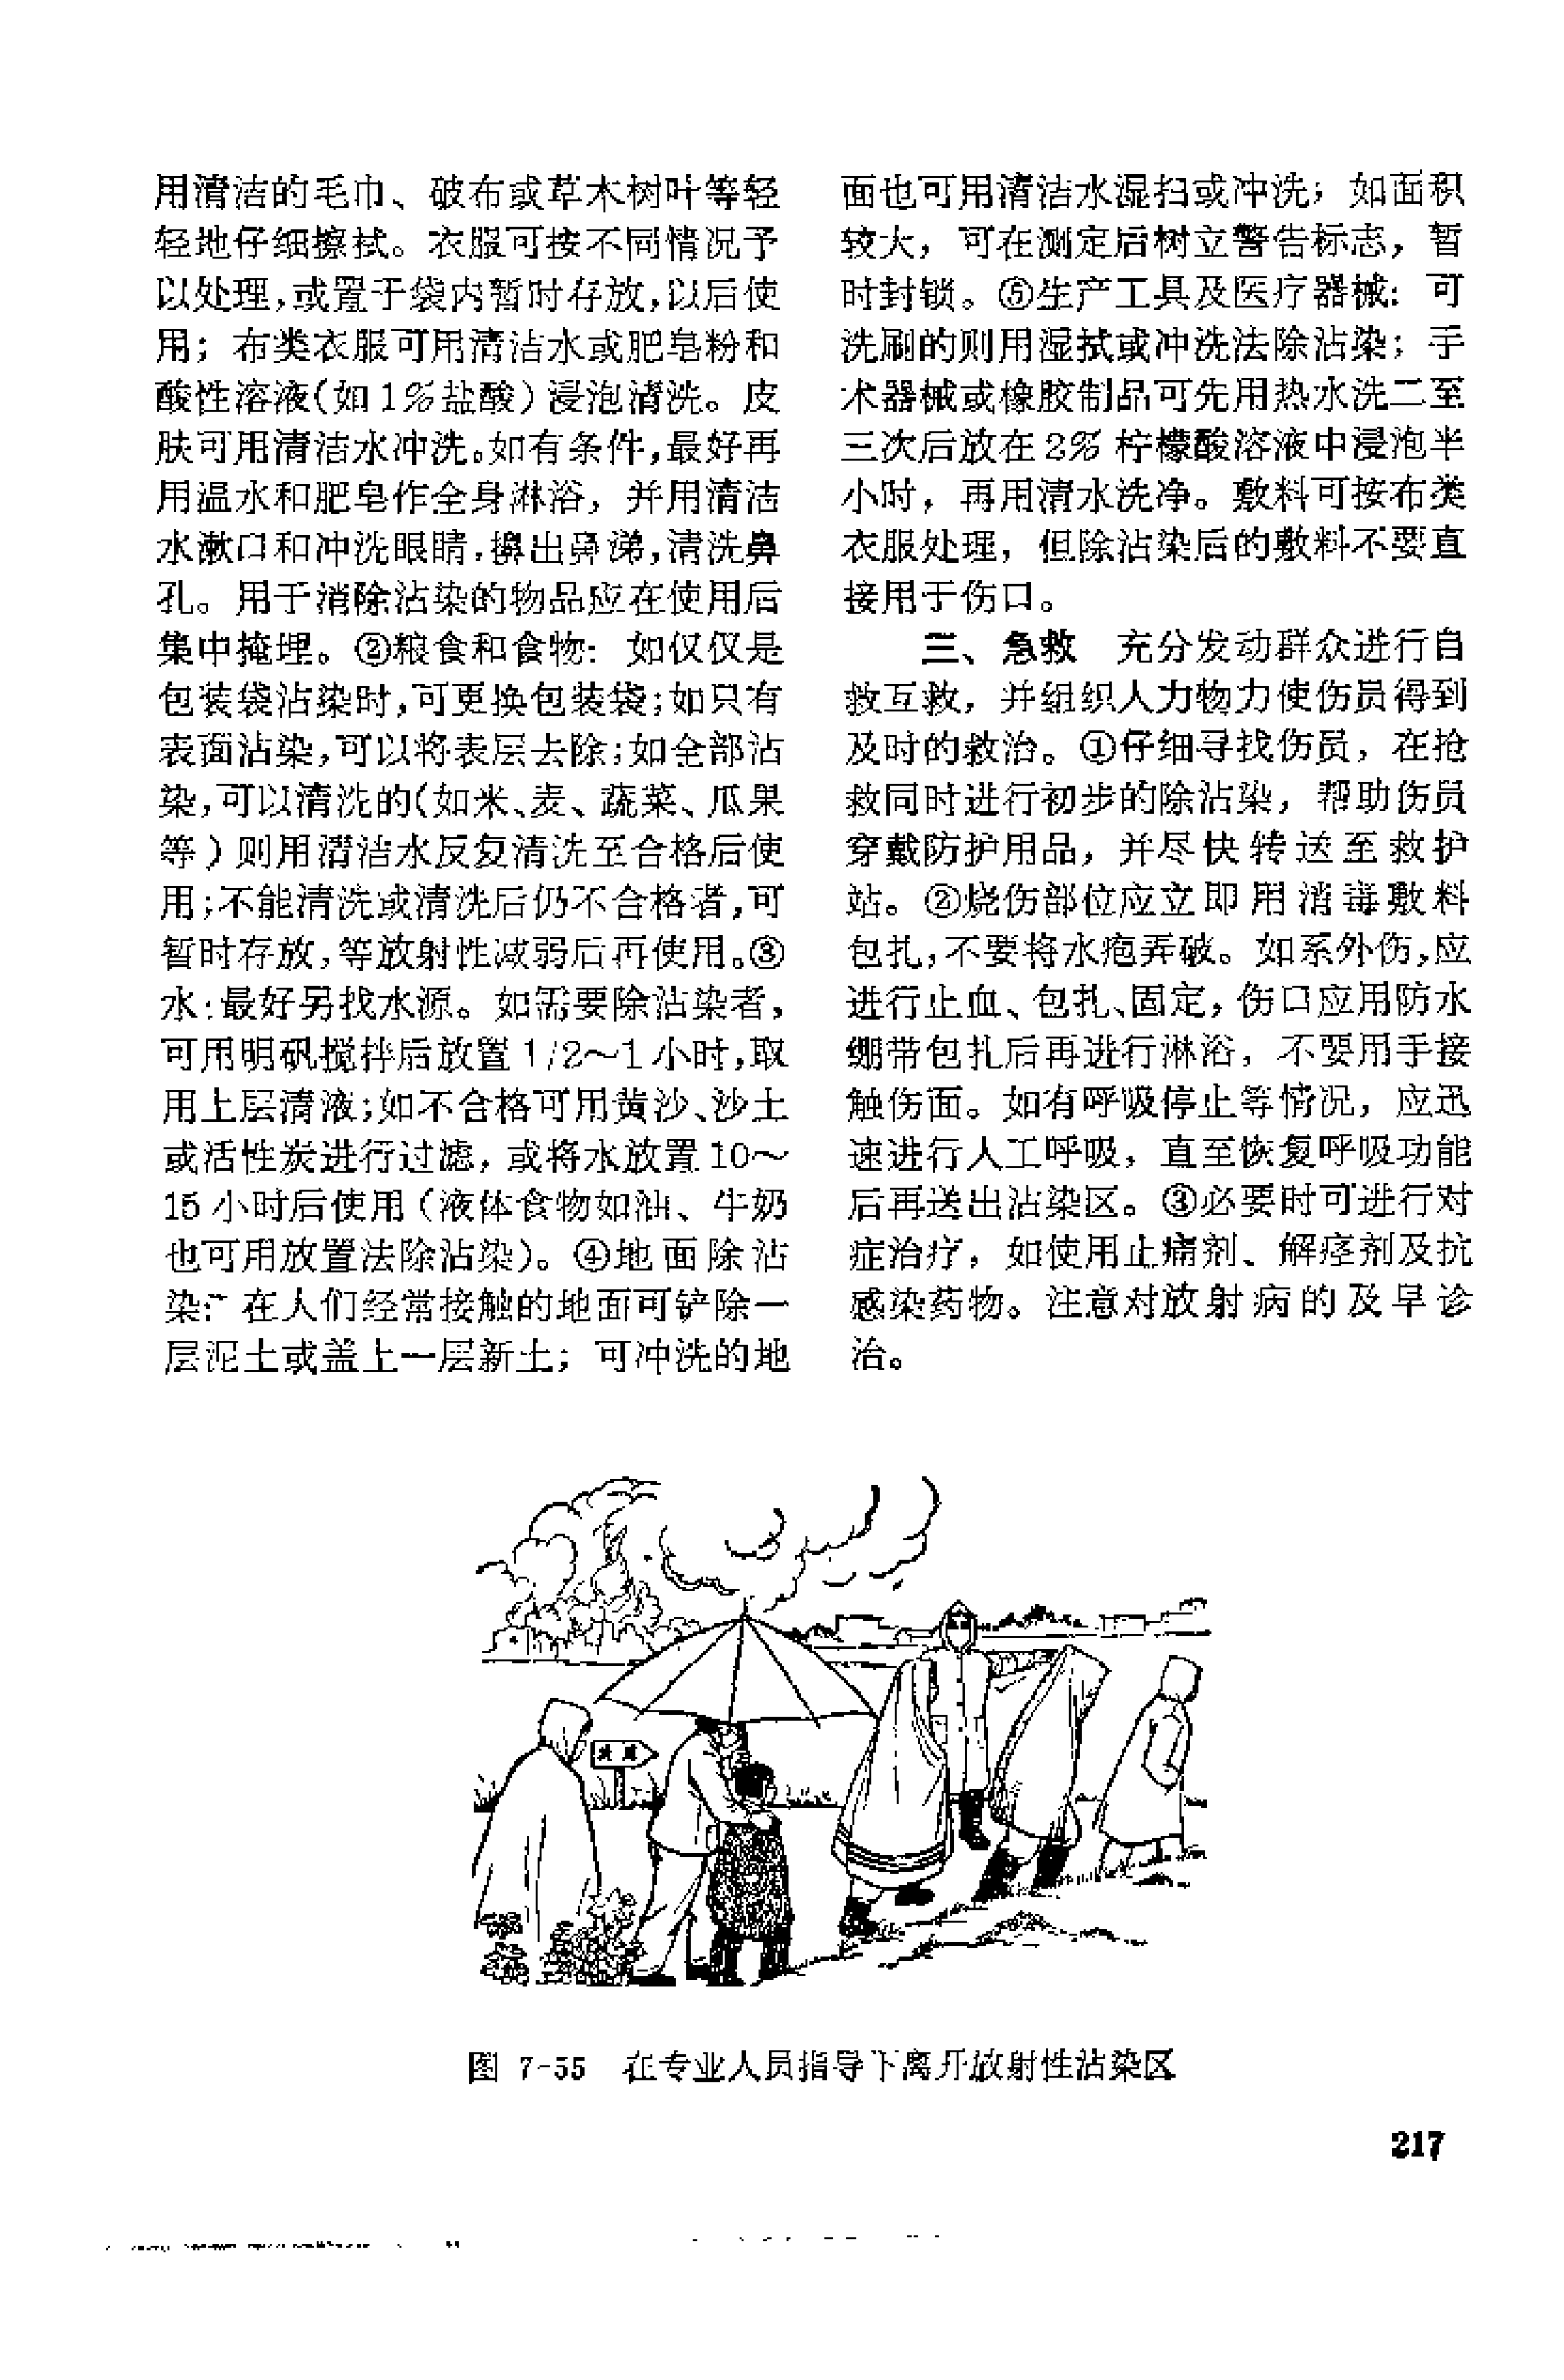 用清洁的毛巾、破布或草木树叶等轻
轻地仔细擦拭。衣服可按不同情况予
以处理,或置于袋内暂时存放,以后使
用；布类衣服可用清洁水或肥皂粉和
酸性溶液(如1%盐酸)浸泡清洗。皮
肤可用清洁水冲洗。如有条件,最好再
用温水和肥皂作全身淋浴，并用清洁
水漱口和冲洗眼睛,擤出鼻涕,清洗鼻
孔。用于消除沾染的物品应在使用后
集中掩埋。②粮食和食物：如仅仅是
包装袋沾染时,可更换包装袋;如只有
表面沾染,可以将表层去除;如全部沾
染,可以清洗的(如米、麦、蔬菜、瓜果
等)则用清洁水反复清洗至合格后使
用;不能清洗或清洗后仍不合格者,可
暂时存放,等放射性减弱后再使用。③
水:最好另找水源。如需要除沾染者，
可用明矾搅拌后放置1/2～1小时,取
用上层清液;如不合格可用黄沙、沙土
或活性炭进行过滤，或将水放置10～
15小时后使用(液体食物如油、牛奶
也可用放置法除沾染)。④地面除沾
染：在人们经常接触的地面可铲除一
层泥土或盖上一层新土；可冲洗的地
面也可用清洁水湿扫或冲洗；如面积
较大，可在测定后树立警告标志，暂
时封锁。⑤生产工具及医疗器械：可
洗刷的则用湿拭或冲洗法除沾染；手
术器械或橡胶制品可先用热水洗二至
三次后放在2%柠檬酸溶液中浸泡半
小时，再用清水洗净。敷料可按布类
衣服处理，但除沾染后的敷料不要直
接用于伤口。
三、急救　充分发动群众进行自
救互救，并组织人力物力使伤员得到
及时的救治。①仔细寻找伤员，在抢
救同时进行初步的除沾染，帮助伤员
穿戴防护用品，并尽快转送至救护
站。②烧伤部位应立即用消毒敷料
包扎,不要将水疱弄破。如系外伤,应
进行止血、包扎、固定，伤口应用防水
绷带包扎后再进行淋浴，不要用手接
触伤面。如有呼吸停止等情况，应迅
速进行人工呼吸，直至恢复呼吸功能
后再送出沾染区。③必要时可进行对
症治疗，如使用止痛剂、解痉剂及抗
感染药物。注意对放射病的及早诊
治。
图 7-55　在专业人员指导下离开放射性沾染区
217